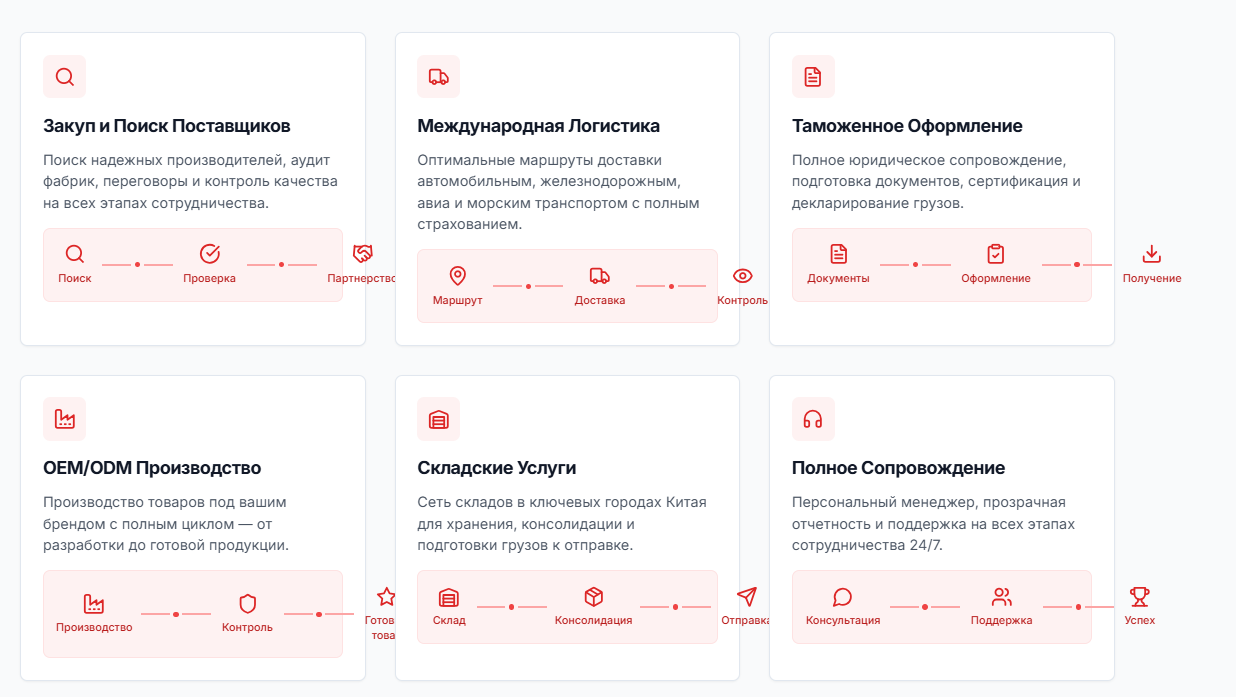 Закуп и Поиск Поставщиков
Поиск надежных производителей, аудит
фабрик, переговоры и контроль качества
на всех этапах сотрудничества.
Поиск
Проверка
Партнерство
Международная Логистика
Оптимальные маршруты доставки
автомобильным, железнодорожным,
авиа и морским транспортом с полным
страхованием.
Маршрут
Доставка
Контроль
Таможенное Оформление
Полное юридическое сопровождение,
подготовка документов, сертификация и
декларирование грузов.
Документы
Оформление
Получение
OEM/ODM Производство
Производство товаров под вашим
брендом с полным циклом — от
разработки до готовой продукции.
Производство
Контроль
Готов
това
Складские Услуги
Сеть складов в ключевых городах Китая
для хранения, консолидации и
подготовки грузов к отправке.
Склад
Консолидация
Отправка
Полное Сопровождение
Персональный менеджер, прозрачная
отчетность и поддержка на всех этапах
сотрудничества 24/7.
Консультация
Поддержка
Успех